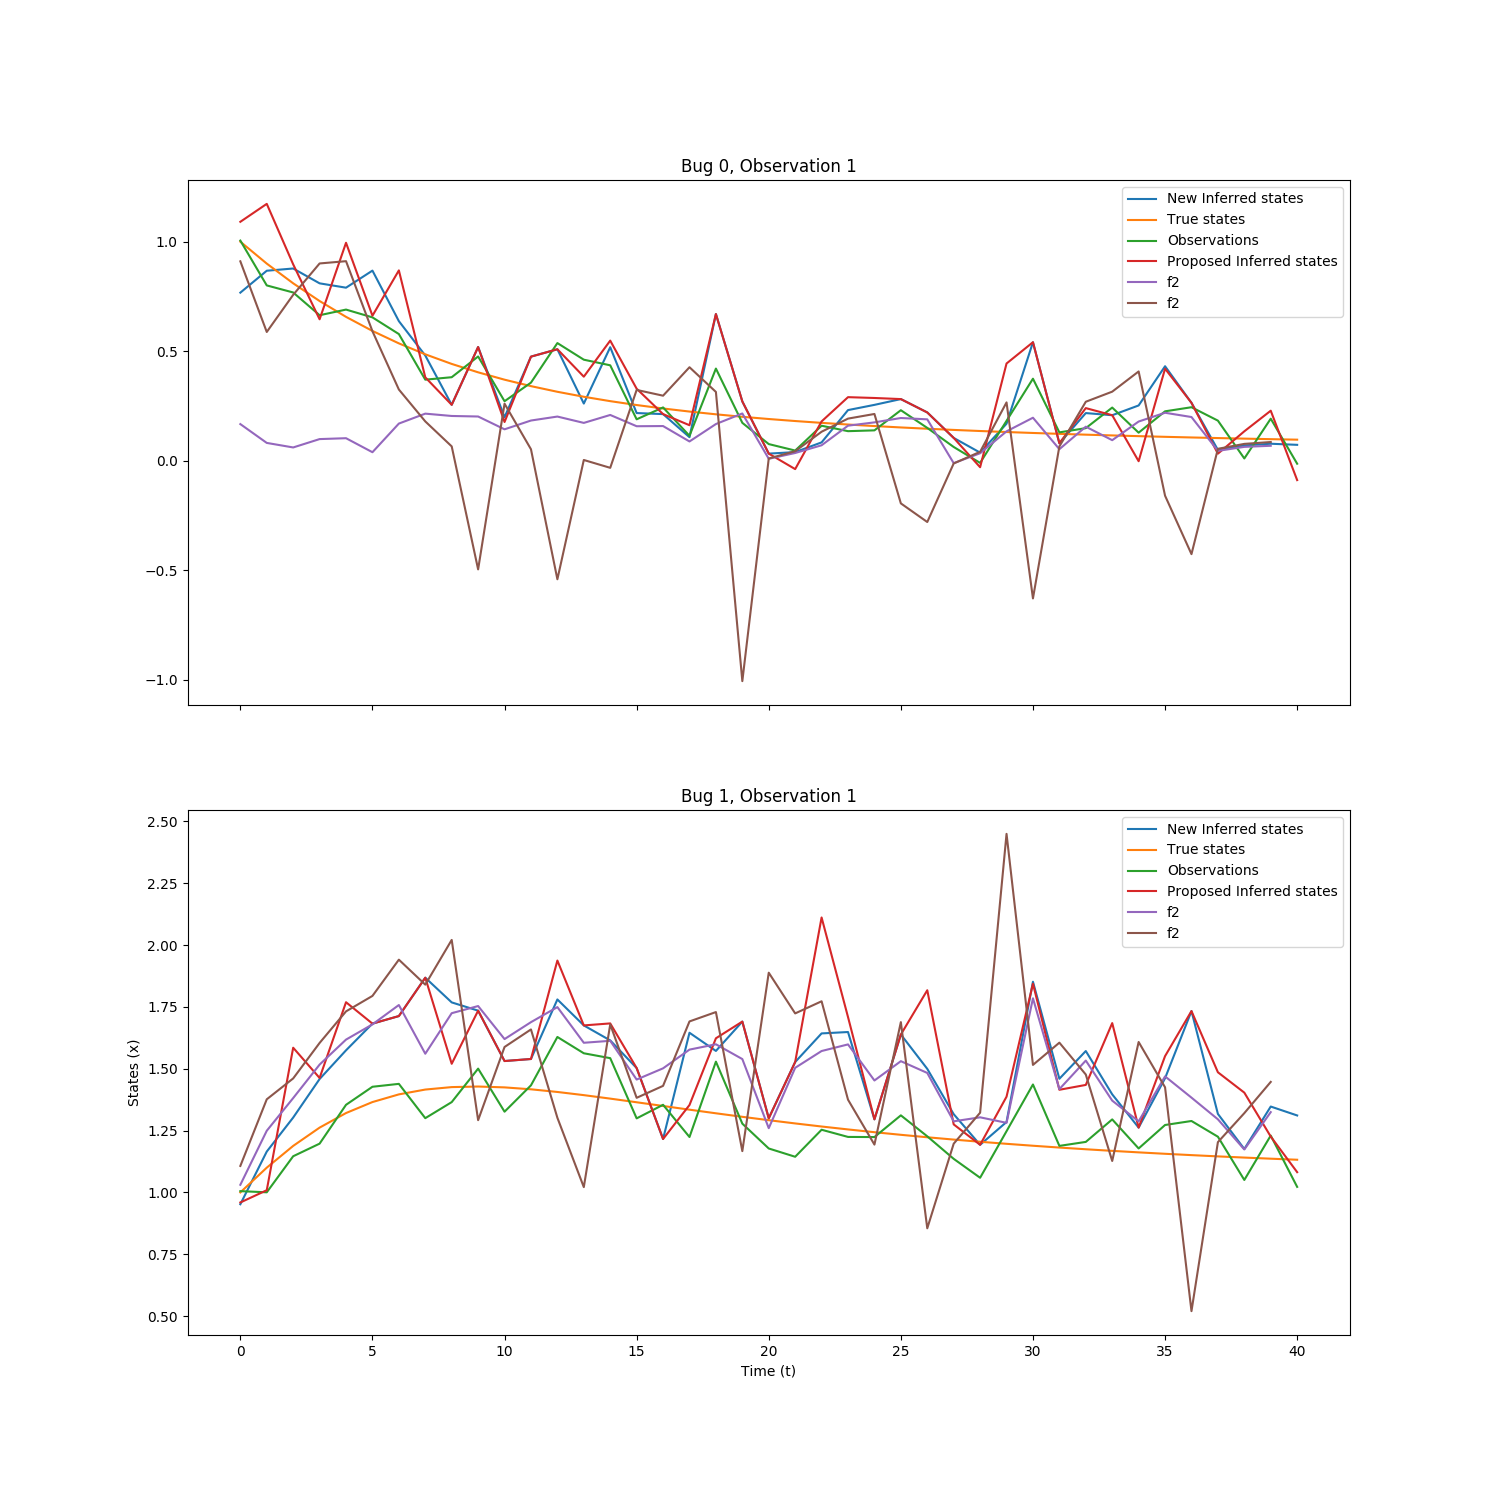 Bug 0, Observation 1
1.0
0.5
0.0
−0.5
−1.0
New Inferred states
True states
Observations
Proposed Inferred states
f2
f2
Bug 1, Observation 1
2.50
2.25
2.00
1.75
1.50
1.25
1.00
0.75
0.50
States (x)
New Inferred states
True states
Observations
Proposed Inferred states
f2
f2
0 5 10 15 20 25 30 35 40
Time (t)